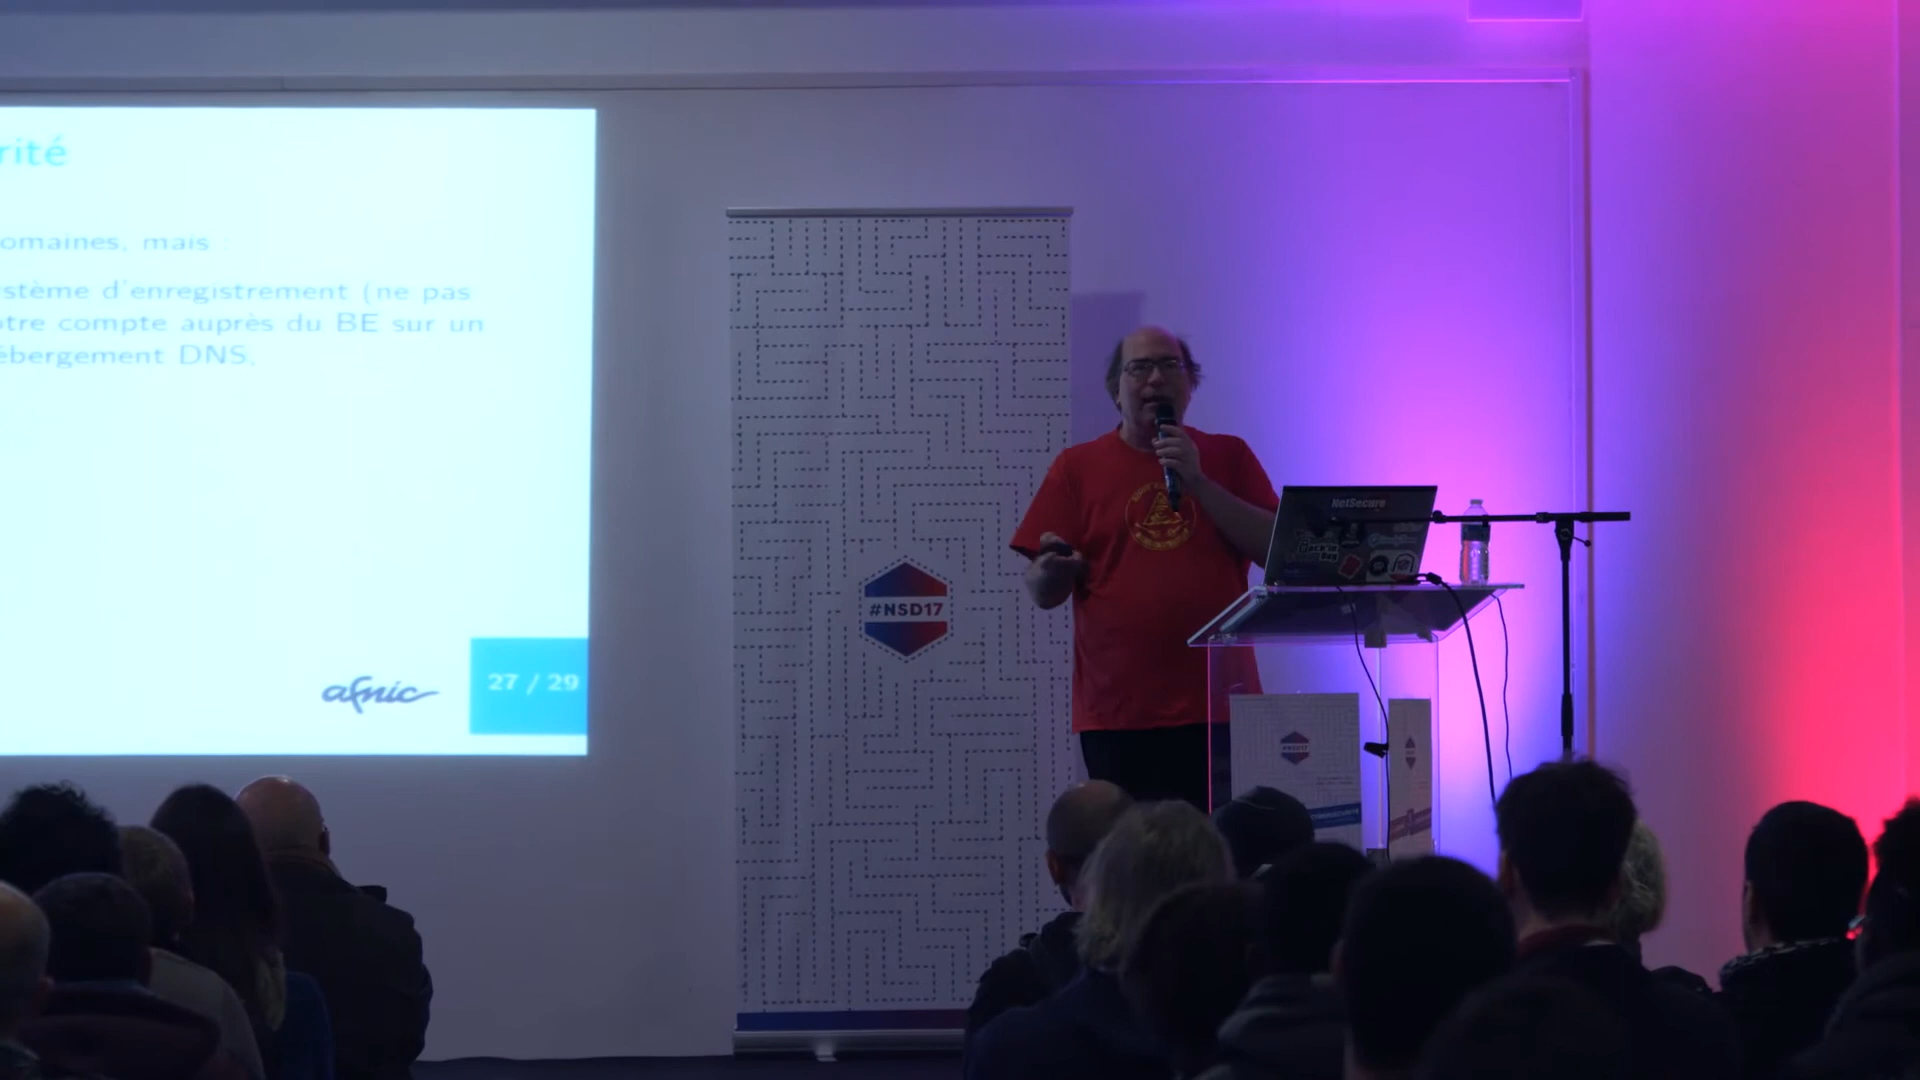 rité
omaines, mais :
stème d'enregistrement (ne pas
otre compte auprès du BE sur un
ébergement DNS,
afnic
27 / 29
#NSD17
NetSecure
#NSD17